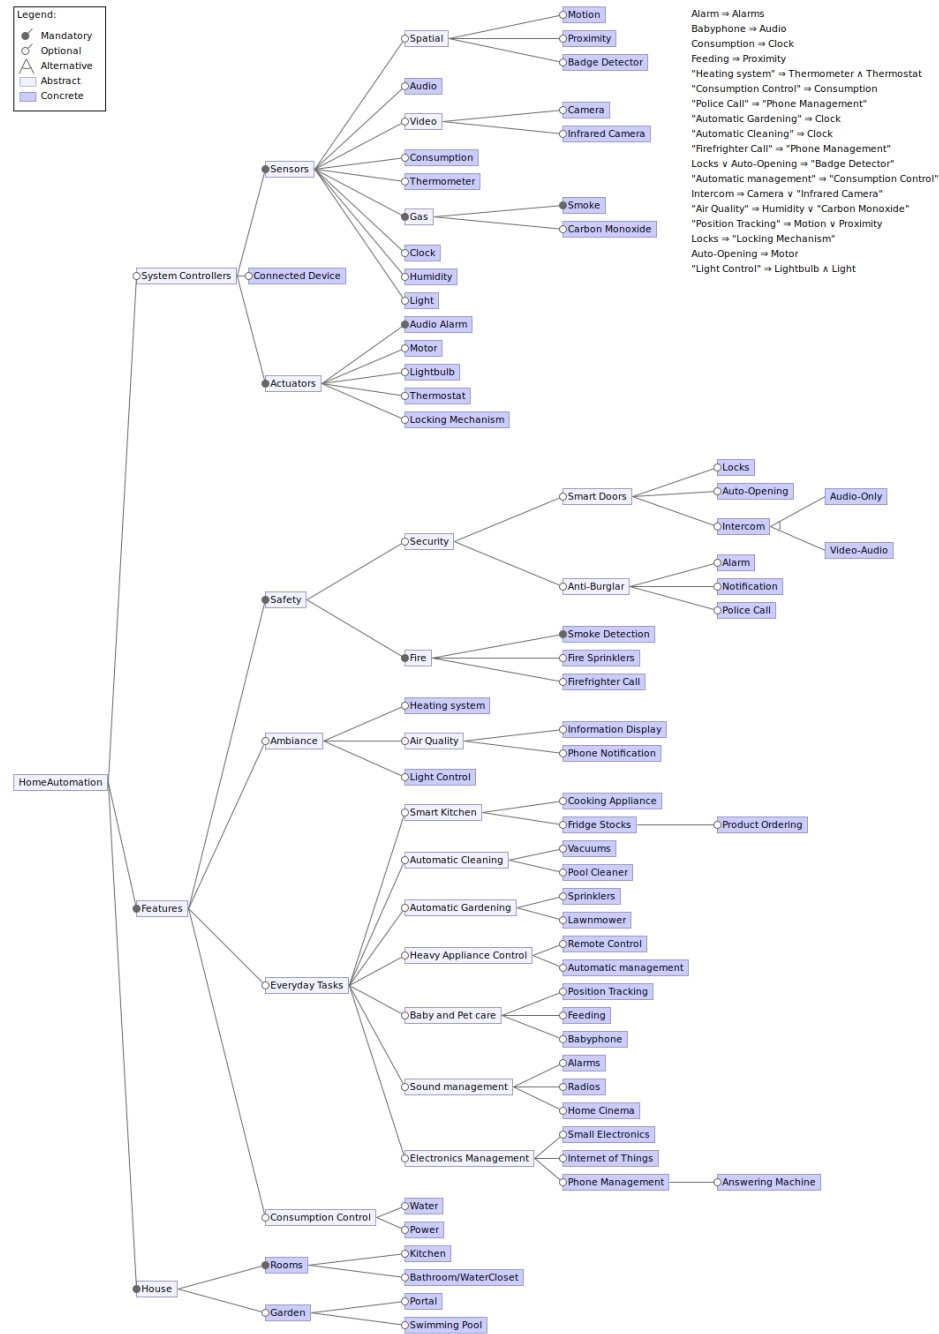 Legend:
Mandatory
Optional
Alternative
Abstract
Concrete
Alarm ⇒ Alarms
Babyphone ⇒ Audio
Consumption ⇒ Clock
Feeding ⇒ Proximity
"Heating system" ⇒ Thermometer ∧ Thermostat
"Consumption Control" ⇒ Consumption
"Police Call" ⇒ "Phone Management"
"Automatic Gardening" ⇒ Clock
"Automatic Cleaning" ⇒ Clock
"Firefrighter Call" ⇒ "Phone Management"
Locks ∨ Auto-Opening ⇒ "Badge Detector"
"Automatic management" ⇒ "Consumption Control"
Intercom ⇒ Camera ∨ "Infrared Camera"
"Air Quality" ⇒ Humidity ∨ "Carbon Monoxide"
"Position Tracking" ⇒ Motion ∨ Proximity
Locks ⇒ "Locking Mechanism"
Auto-Opening ⇒ Motor
"Light Control" ⇒ Lightbulb ∧ Light
HomeAutomation
System Controllers
Sensors
Spatial
Motion
Proximity
Badge Detector
Audio
Video
Camera
Infrared Camera
Consumption
Thermometer
Gas
Smoke
Carbon Monoxide
Clock
Humidity
Light
Connected Device
Actuators
Audio Alarm
Motor
Lightbulb
Thermostat
Locking Mechanism
Features
Safety
Security
Smart Doors
Locks
Auto-Opening
Intercom
Audio-Only
Video-Audio
Anti-Burglar
Alarm
Notification
Police Call
Fire
Smoke Detection
Fire Sprinklers
Firefrighter Call
Ambiance
Heating system
Air Quality
Information Display
Phone Notification
Light Control
Everyday Tasks
Smart Kitchen
Cooking Appliance
Fridge Stocks
Product Ordering
Automatic Cleaning
Vacuums
Pool Cleaner
Automatic Gardening
Sprinklers
Lawnmower
Heavy Appliance Control
Remote Control
Automatic management
Baby and Pet care
Position Tracking
Feeding
Babyphone
Sound management
Alarms
Radios
Home Cinema
Electronics Management
Small Electronics
Internet of Things
Phone Management
Answering Machine
Consumption Control
Water
Power
House
Rooms
Kitchen
Bathroom/WaterCloset
Garden
Portal
Swimming Pool